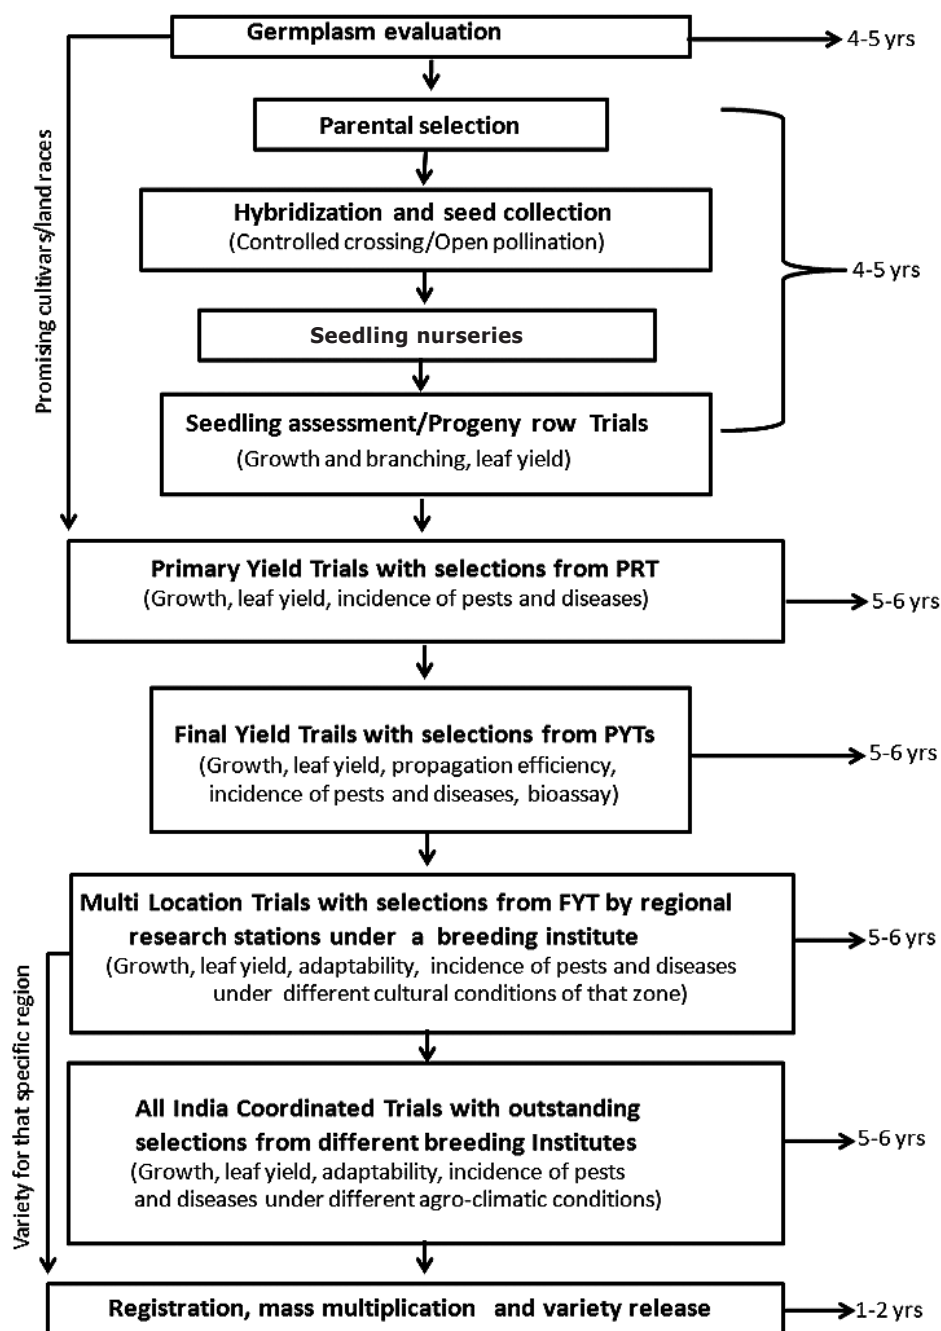 Germplasm evaluation
4-5 yrs
Promising cultivars/land races
Parental selection
Hybridization and seed collection
(Controlled crossing/Open pollination)
4-5 yrs
Seedling nurseries
Seedling assessment/Progeny row Trials
(Growth and branching, leaf yield)
Primary Yield Trials with selections from PRT
(Growth, leaf yield, incidence of pests and diseases)
5-6 yrs
Final Yield Trails with selections from PYTs
(Growth, leaf yield, propagation efficiency,
incidence of pests and diseases, bioassay)
5-6 yrs
Multi Location Trials with selections from FYT by regional
research stations under a breeding institute
(Growth, leaf yield, adaptability, incidence of pests and diseases
under different cultural conditions of that zone)
5-6 yrs
Variety for that specific region
All India Coordinated Trials with outstanding
selections from different breeding Institutes
(Growth, leaf yield, adaptability, incidence of pests
and diseases under different agro-climatic conditions)
5-6 yrs
Registration, mass multiplication and variety release
1-2 yrs